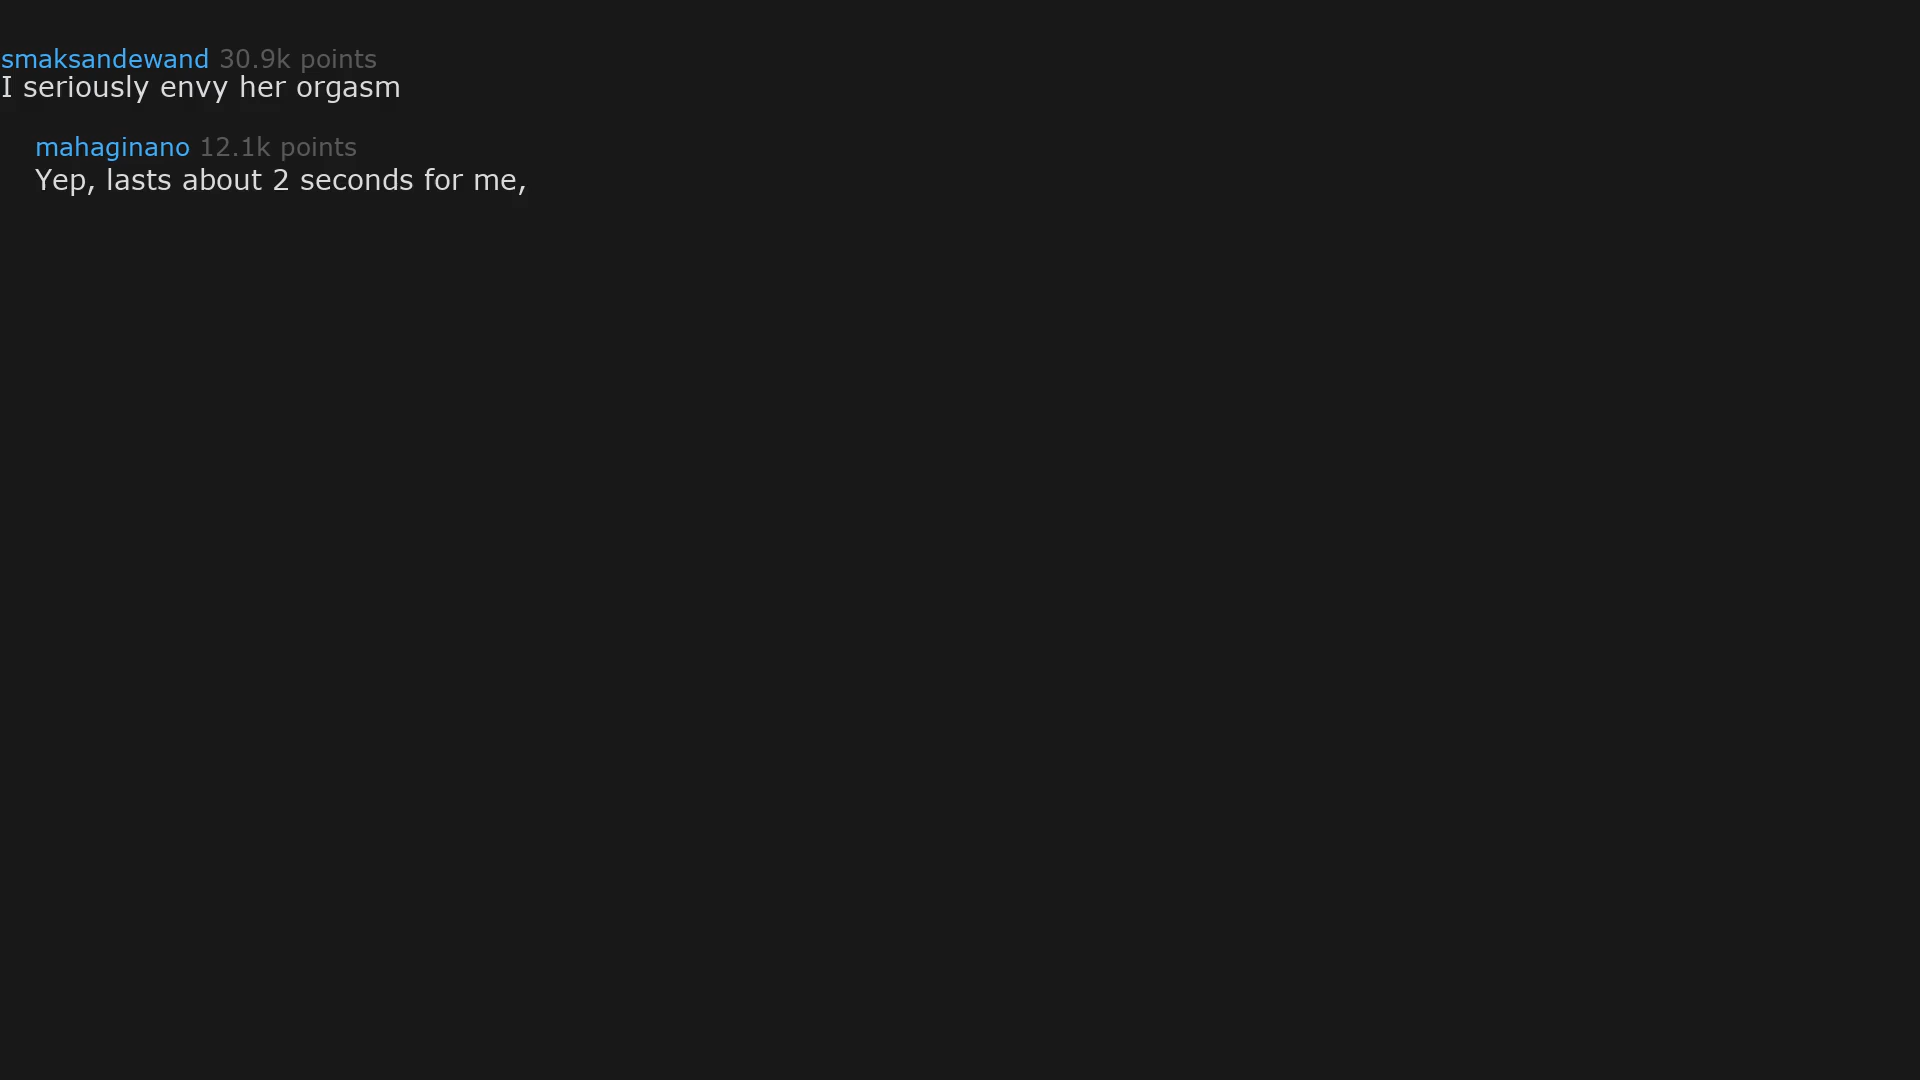 smaksandewand 30.9k points
I seriously envy her orgasm
mahaginano 12.1k points
Yep, lasts about 2 seconds for me,